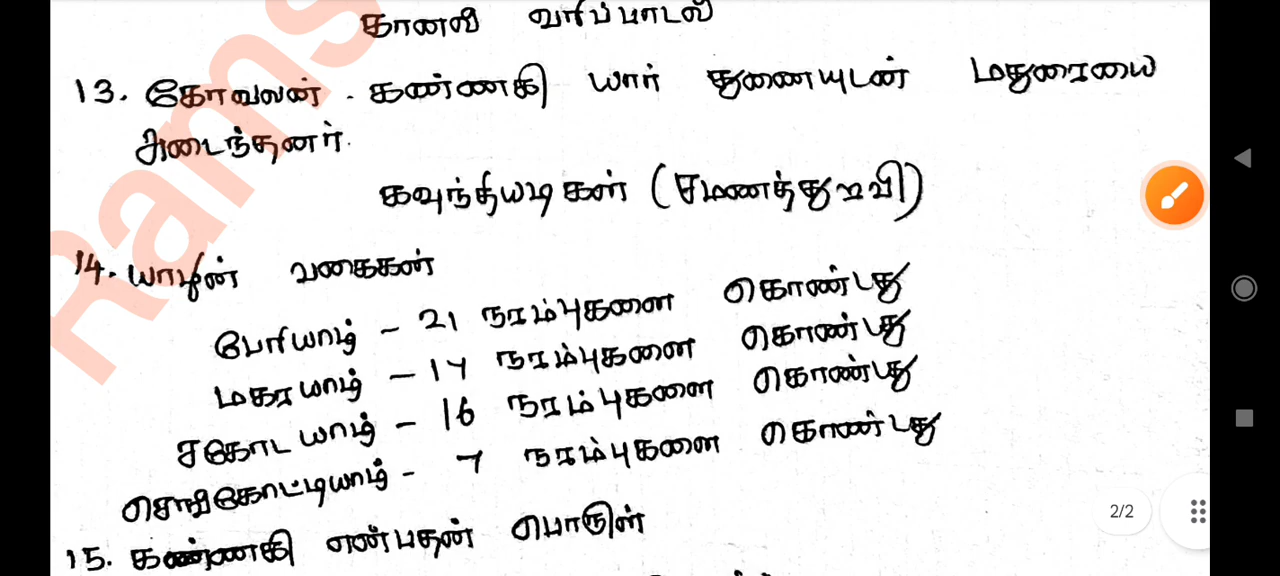 கானல் வரிப்பாடல்
13. கோவலன். கண்ணகி யார் துணையுடன் மதுரையை
அடைந்தனர்.
கவுந்தியடிகள் (சமணத்துறவி)
14. யாழின் வகைகள்
பேரியாழ் - 21 நரம்புகளை கொண்டது
மகரயாழ் - 17 நரம்புகளை கொண்டது
சகோடயாழ் - 16 நரம்புகளை கொண்டது
செங்கோட்டியாழ் - 7 நரம்புகளை கொண்டது
15. கண்ணகி என்பதன் பொருள்
Rams
2/2